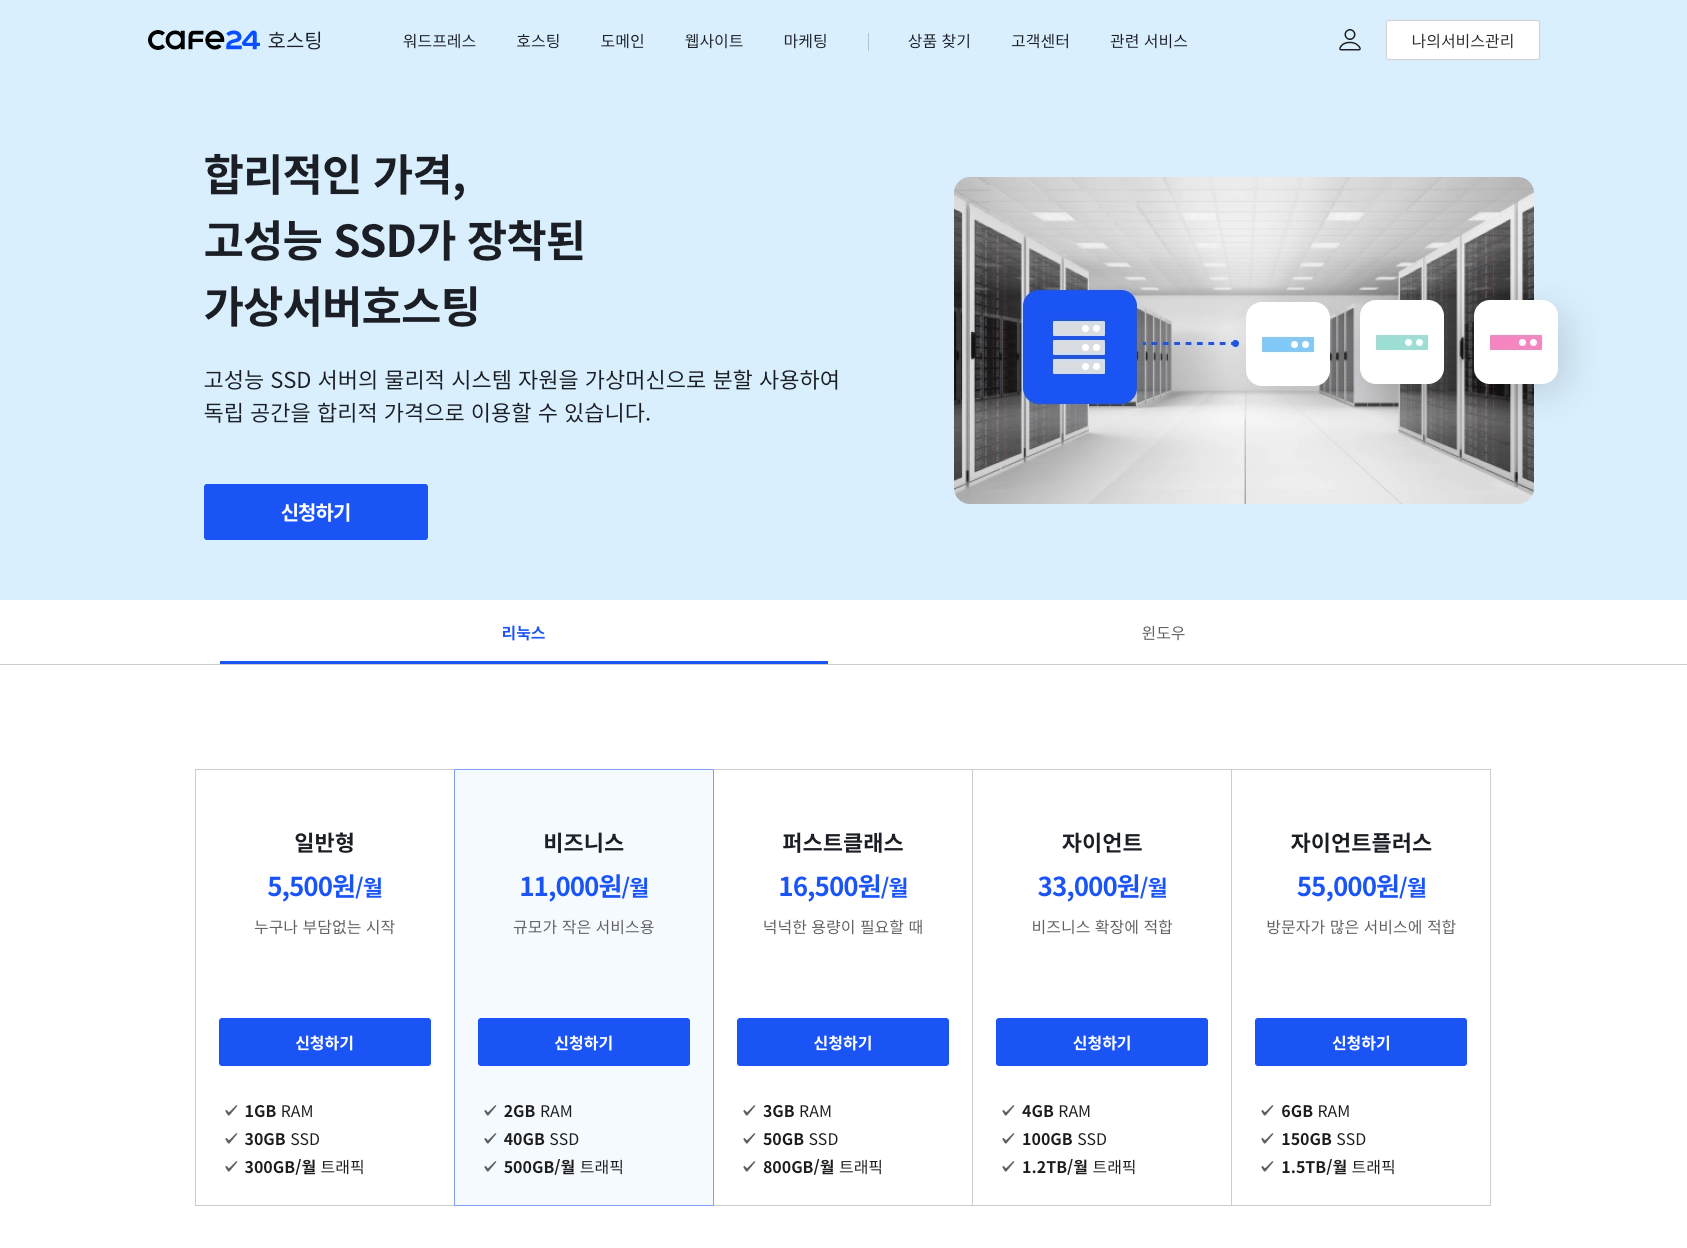 cafe24 호스팅
워드프레스 호스팅 도메인 웹사이트 마케팅 상품 찾기 고객센터 관련 서비스
나의서비스관리
합리적인 가격,
고성능 SSD가 장착된
가상서버호스팅
고성능 SSD 서버의 물리적 시스템 자원을 가상머신으로 분할 사용하여
독립 공간을 합리적 가격으로 이용할 수 있습니다.
신청하기
리눅스
윈도우
일반형
5,500원/월
누구나 부담없는 시작
신청하기
1GB RAM
30GB SSD
300GB/월 트래픽
비즈니스
11,000원/월
규모가 작은 서비스용
신청하기
2GB RAM
40GB SSD
500GB/월 트래픽
퍼스트클래스
16,500원/월
넉넉한 용량이 필요할 때
신청하기
3GB RAM
50GB SSD
800GB/월 트래픽
자이언트
33,000원/월
비즈니스 확장에 적합
신청하기
4GB RAM
100GB SSD
1.2TB/월 트래픽
자이언트플러스
55,000원/월
방문자가 많은 서비스에 적합
신청하기
6GB RAM
150GB SSD
1.5TB/월 트래픽